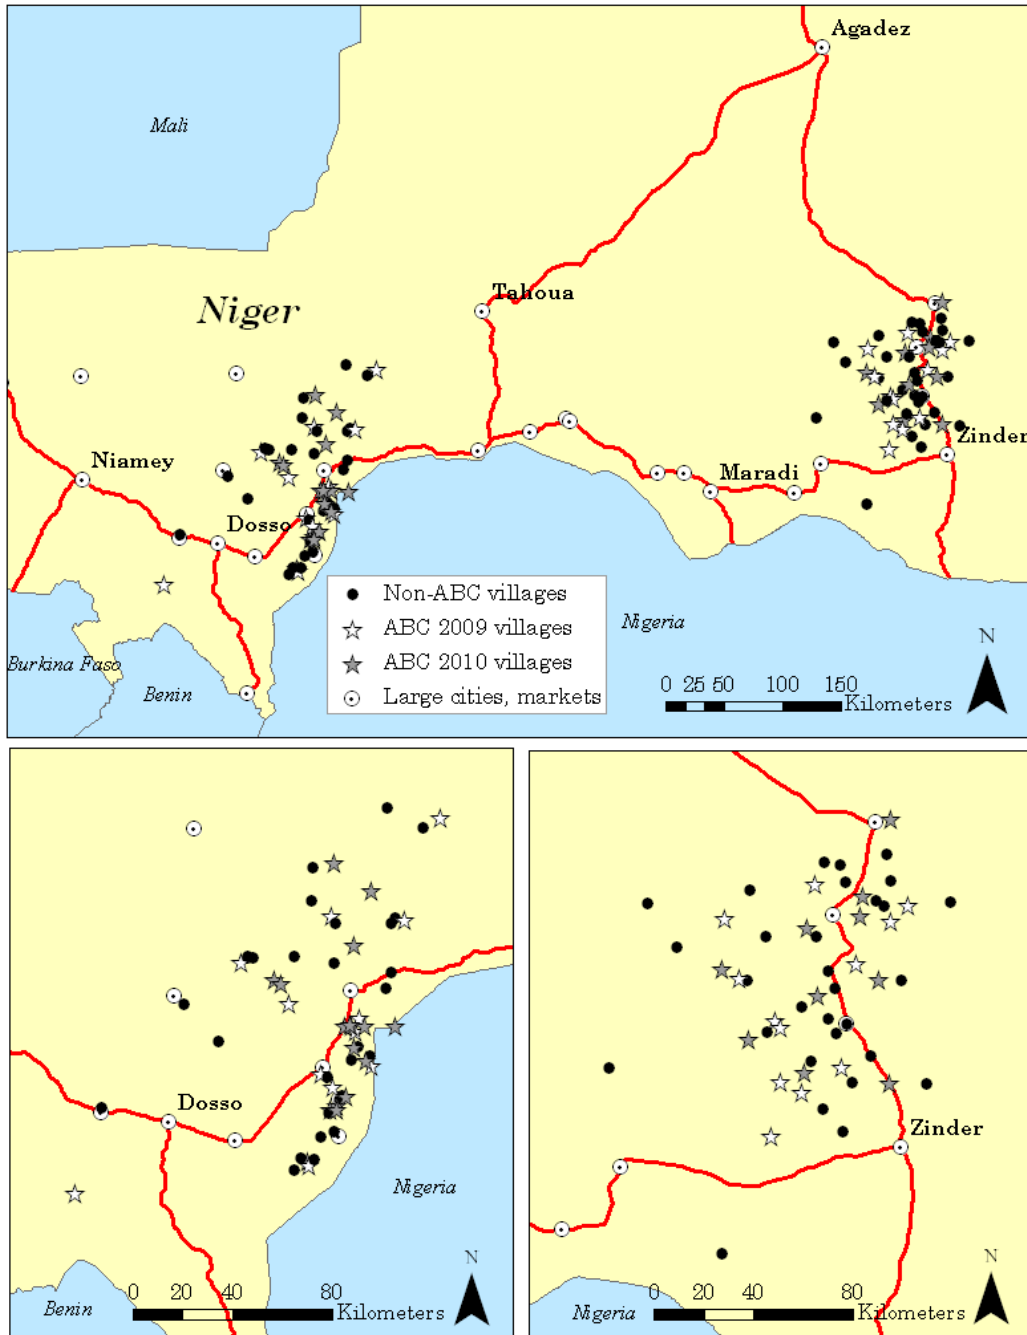 Agadez
Mali
Tahoua
Niger
Niamey
Zinder
Maradi
Dosso
Non-ABC villages
ABC 2009 villages
ABC 2010 villages
Large cities, markets
Nigeria
Burkina Faso
Benin
N
0 25 50 100 150
Kilometers
Dosso
Nigeria
N
Benin
0 20 40 80
Kilometers
Zinder
N
Nigeria
0 20 40 80
Kilometers